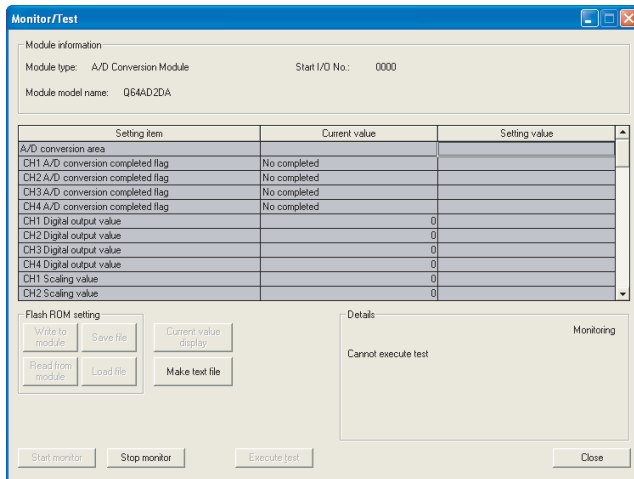 Monitor/Test
Module information
Module type: A/D Conversion Module Start I/O No.: 0000
Module model name: Q64AD2DA
Setting item Current value Setting value
A/D conversion area
CH1 A/D conversion completed flag No completed
CH2 A/D conversion completed flag No completed
CH3 A/D conversion completed flag No completed
CH4 A/D conversion completed flag No completed
CH1 Digital output value 0
CH2 Digital output value 0
CH3 Digital output value 0
CH4 Digital output value 0
CH1 Scaling value 0
CH2 Scaling value 0
Flash ROM setting
Write to module
Save file
Current value display
Read from module
Load file
Make text file
Details
Monitoring
Cannot execute test
Start monitor Stop monitor Execute test Close